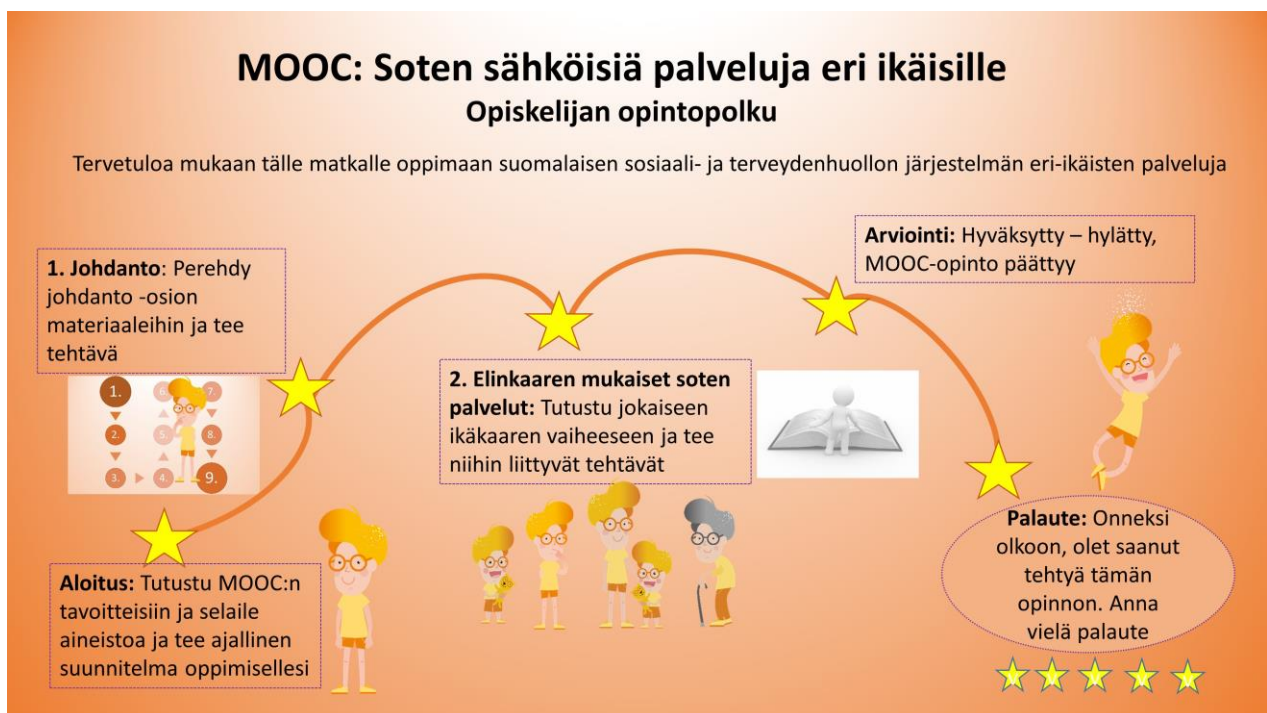 MOOC: Soten sähköisiä palveluja eri ikäisille
Opiskelijan opintopolku
Tervetuloa mukaan tälle matkalle oppimaan suomalaisen sosiaali- ja terveydenhuollon järjestelmän eri-ikäisten palveluja
Aloitus: Tutustu MOOC:n
tavoitteisiin ja selaile
aineistoa ja tee ajallinen
suunnitelma oppimisellesi
1. Johdanto: Perehdy
johdanto -osion
materiaaleihin ja tee
tehtävä
1. 6. 7.
2. 5. 8.
3. 4. 9.
2. Elinkaaren mukaiset soten
palvelut: Tutustu jokaiseen
ikäkaaren vaiheeseen ja tee
niihin liittyvät tehtävät
Arviointi: Hyväksytty – hylätty,
MOOC-opinto päättyy
Palaute: Onneksi
olkoon, olet saanut
tehtyä tämän
opinnon. Anna
vielä palaute